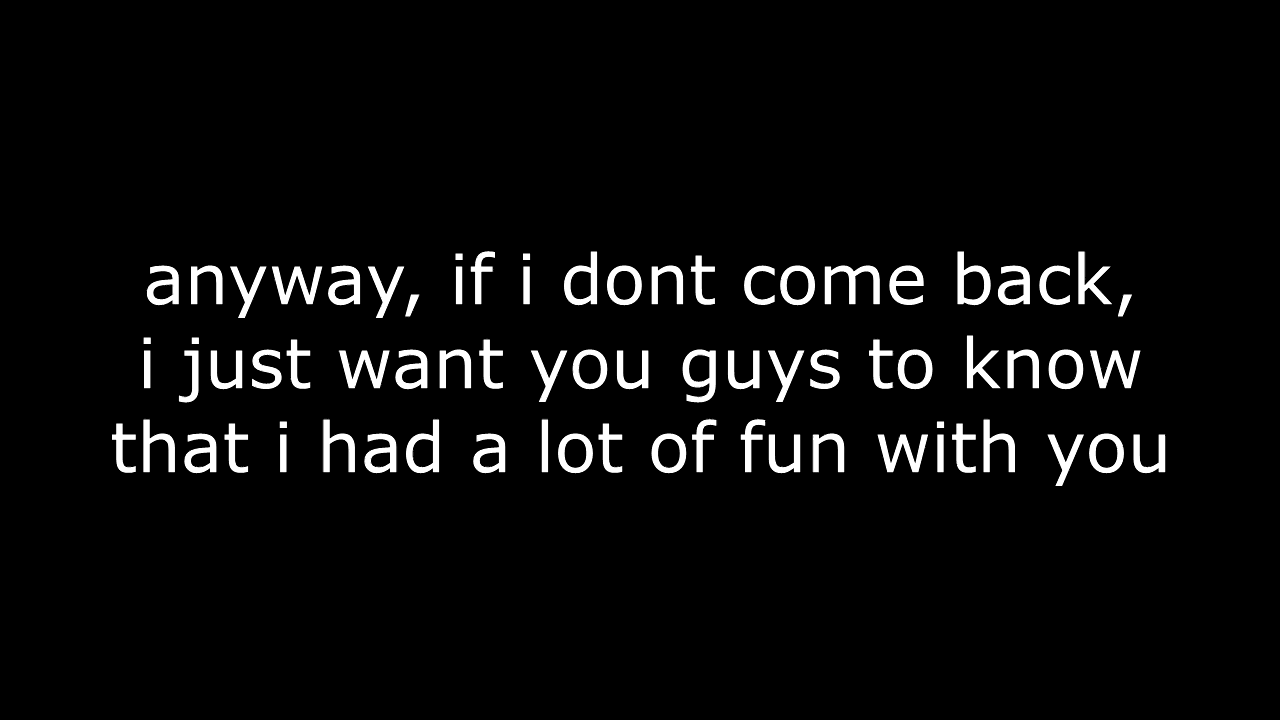 anyway, if i dont come back,
i just want you guys to know
that i had a lot of fun with you